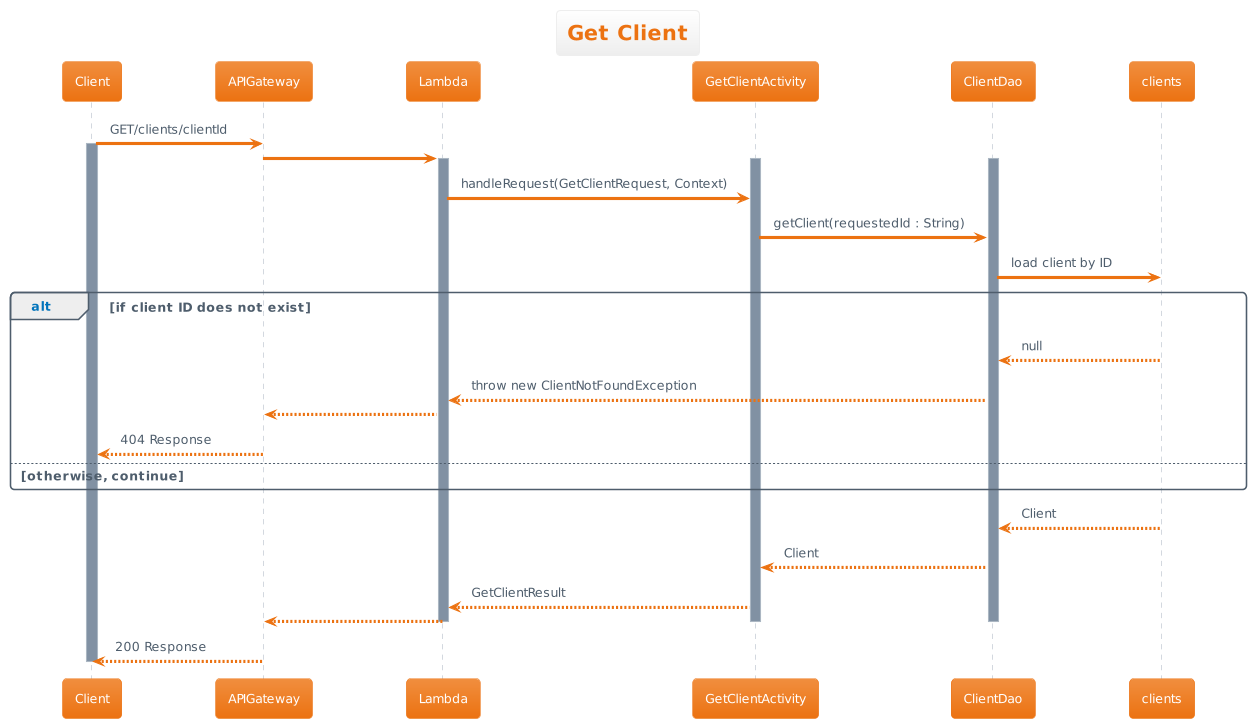 Get Client
Client APIGateway Lambda GetClientActivity ClientDao clients
GET/clients/clientId
handleRequest(GetClientRequest, Context)
getClient(requestedId : String)
load client by ID
alt [if client ID does not exist]
null
throw new ClientNotFoundException
404 Response
[otherwise, continue]
Client
Client
GetClientResult
200 Response
Client APIGateway Lambda GetClientActivity ClientDao clients